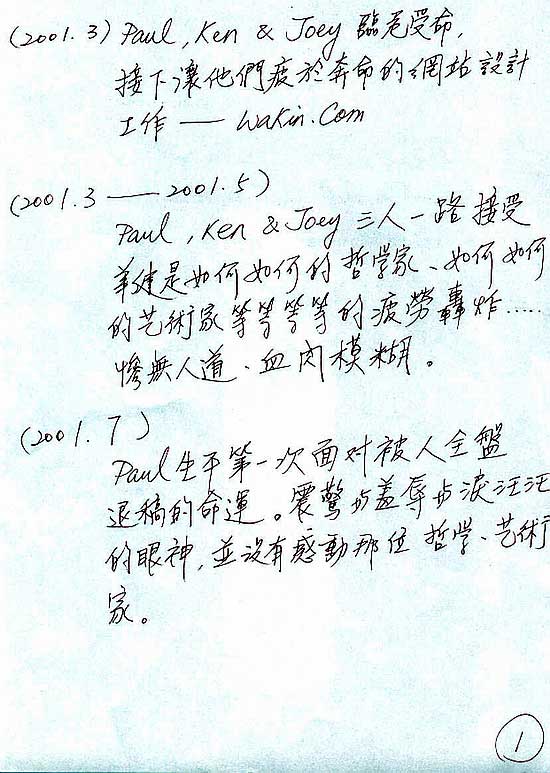 (2001.3) Paul, Ken & Joey 臨危受命,
接下讓他們疲於奔命的網站設計
工作 — Wakin.Com
(2001.3 — 2001.5)
Paul, Ken & Joey 三人一路接受
華健是如何如何的哲學家、如何如何
的艺術家等等等等的疲勞轟炸……
慘無人道、血肉模糊。
(2001.7)
Paul生平第一次面对被人全盤
退稿的命運。震驚与羞辱与淚汪汪
的眼神,並沒有感動那位哲学、艺術
家。
1